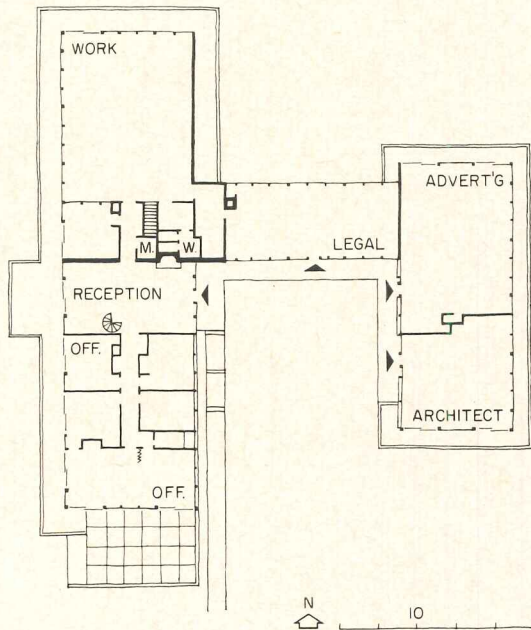 WORK
ADVERT'G
M. W.
LEGAL
RECEPTION
OFF.
ARCHITECT
OFF.
N
10